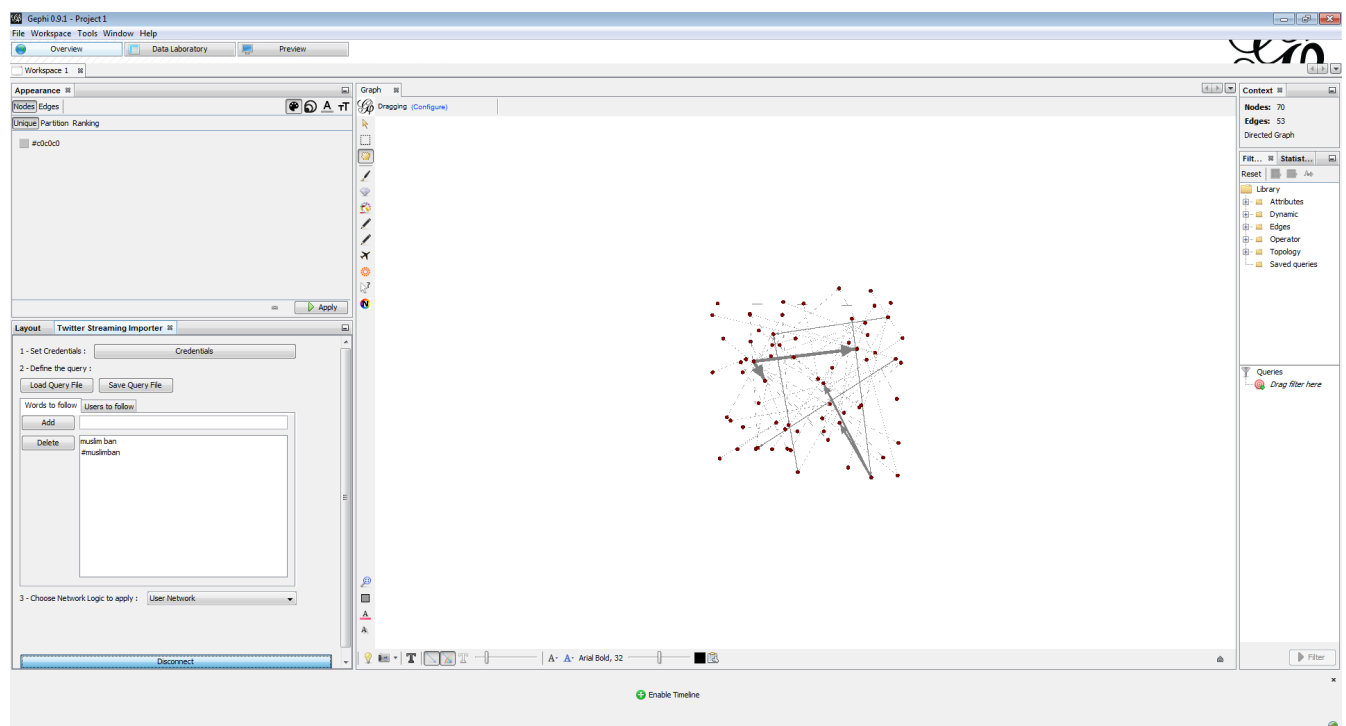 Gephi 0.9.1 - Project 1
File Workspace Tools Window Help
Overview Data Laboratory Preview
Workspace 1
Appearance
Nodes Edges
Unique Partition Ranking
#c0c0c0
Apply
Layout Twitter Streaming Importer
1 - Set Credentials : Credentials
2 - Define the query :
Load Query File Save Query File
Words to follow Users to follow
Add
Delete
muslim ban
#muslimban
3 - Choose Network Logic to apply : User Network
Disconnect
Graph
Dragging (Configure)
T A- A- Arial Bold, 32
Context
Nodes: 70
Edges: 53
Directed Graph
Filt... Statist...
Reset
Library
Attributes
Dynamic
Edges
Operator
Topology
Saved queries
Queries
Drag filter here
Filter
Enable Timeline